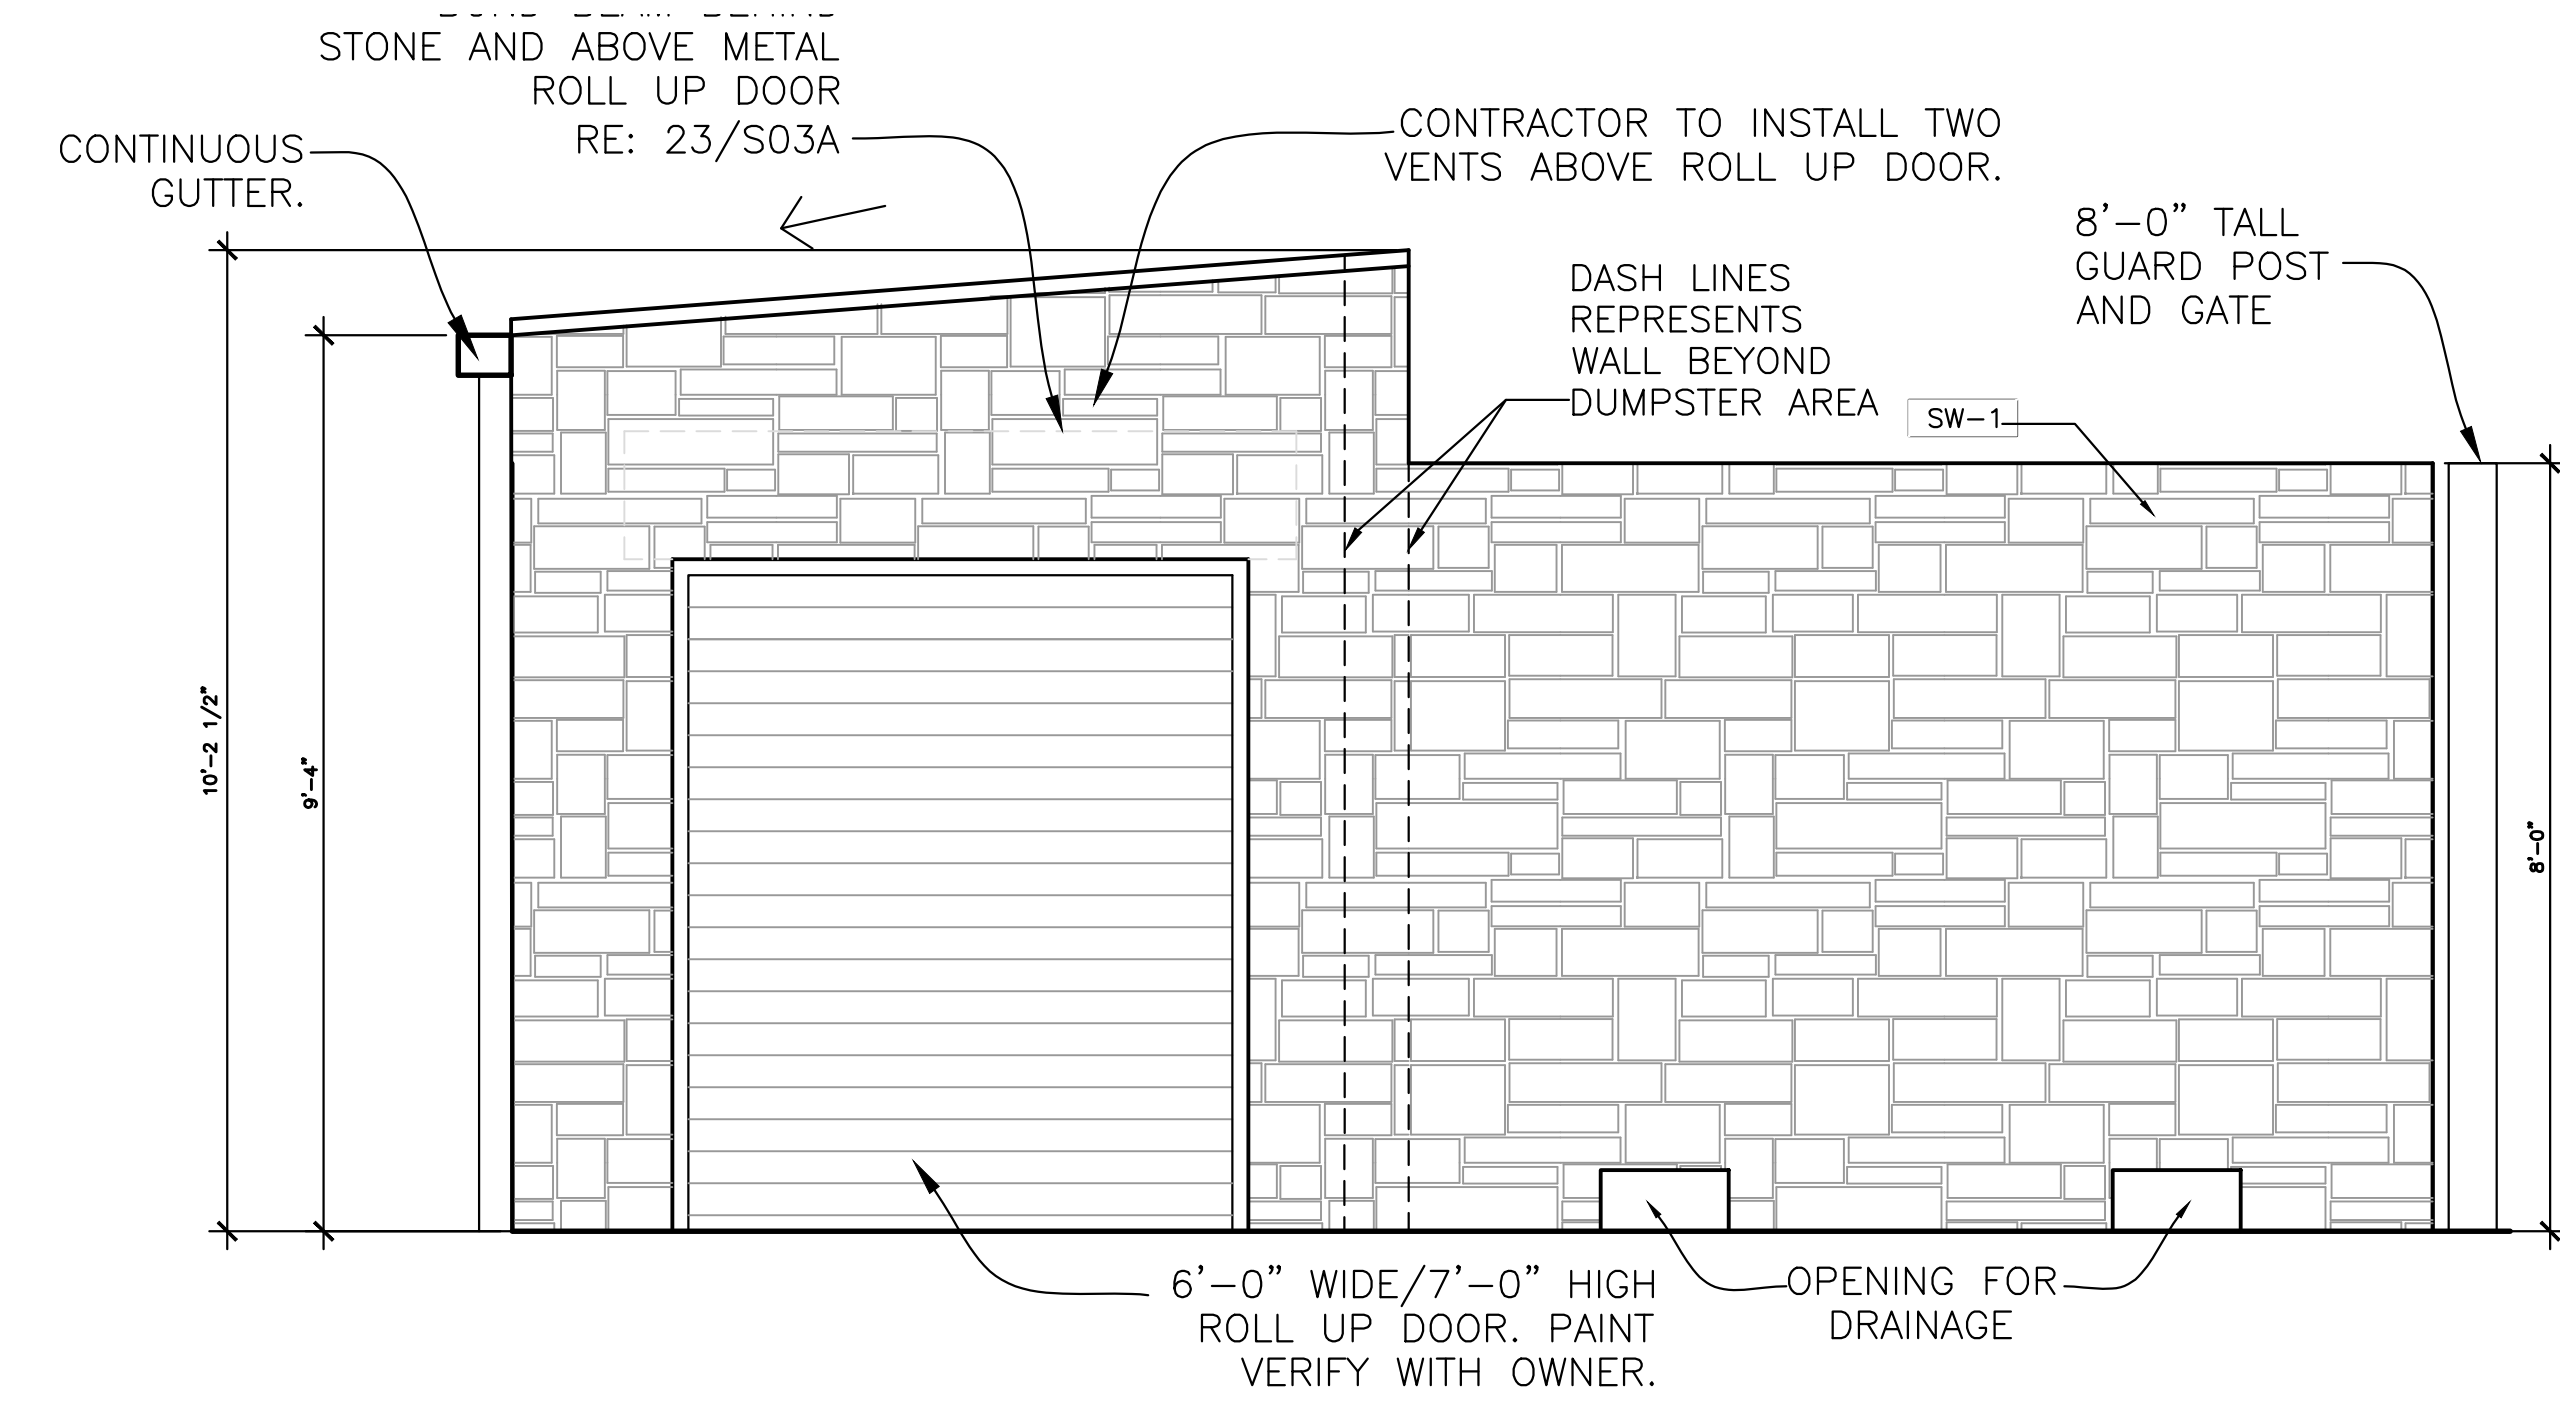 STONE AND ABOVE METAL
ROLL UP DOOR
RE: 23/S03A
CONTINUOUS
GUTTER.
CONTRACTOR TO INSTALL TWO
VENTS ABOVE ROLL UP DOOR.
8'-0" TALL
GUARD POST
AND GATE
DASH LINES
REPRESENTS
WALL BEYOND
DUMPSTER AREA
SW-1
10'-2 1/2"
9'-4"
8'-0"
6'-0" WIDE/7'-0" HIGH
ROLL UP DOOR. PAINT
VERIFY WITH OWNER.
OPENING FOR
DRAINAGE